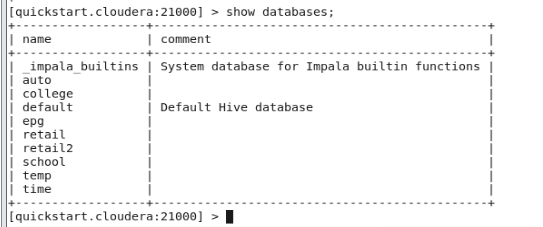 [quickstart.cloudera:21000] > show databases;
+------------------+----------------------------------------------+
| name             | comment                                      |
+------------------+----------------------------------------------+
| _impala_builtins | System database for Impala builtin functions |
| auto             |                                              |
| college          |                                              |
| default          | Default Hive database                        |
| epg              |                                              |
| retail           |                                              |
| retail2          |                                              |
| school           |                                              |
| temp             |                                              |
| time             |                                              |
+------------------+----------------------------------------------+
[quickstart.cloudera:21000] >